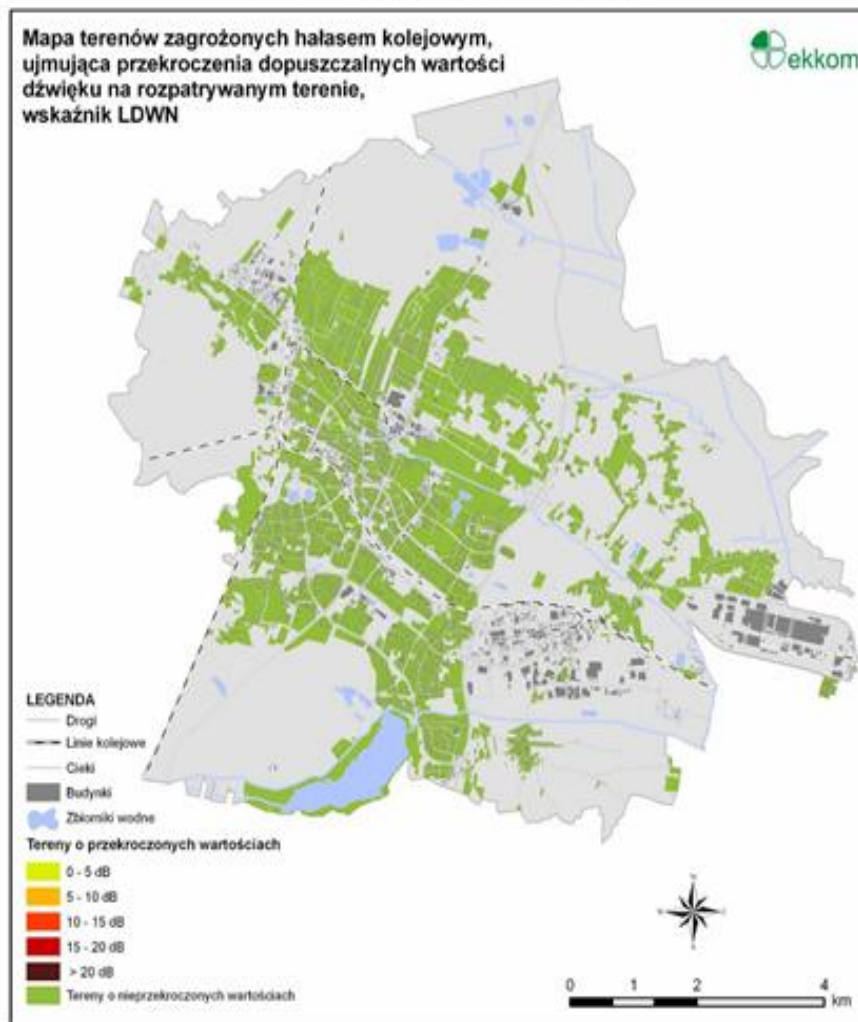 Mapa terenów zagrożonych hałasem kolejowym,
ujmująca przekroczenia dopuszczalnych wartości
dźwięku na rozpatrywanym terenie,
wskaźnik LDWN
ekkom
LEGENDA
Drogi
Linie kolejowe
Cieki
Budynki
Zbiorniki wodne
Tereny o przekroczonych wartościach
0 - 5 dB
5 - 10 dB
10 - 15 dB
15 - 20 dB
> 20 dB
Tereny o nieprzekroczonych wartościach
0 1 2 4
km